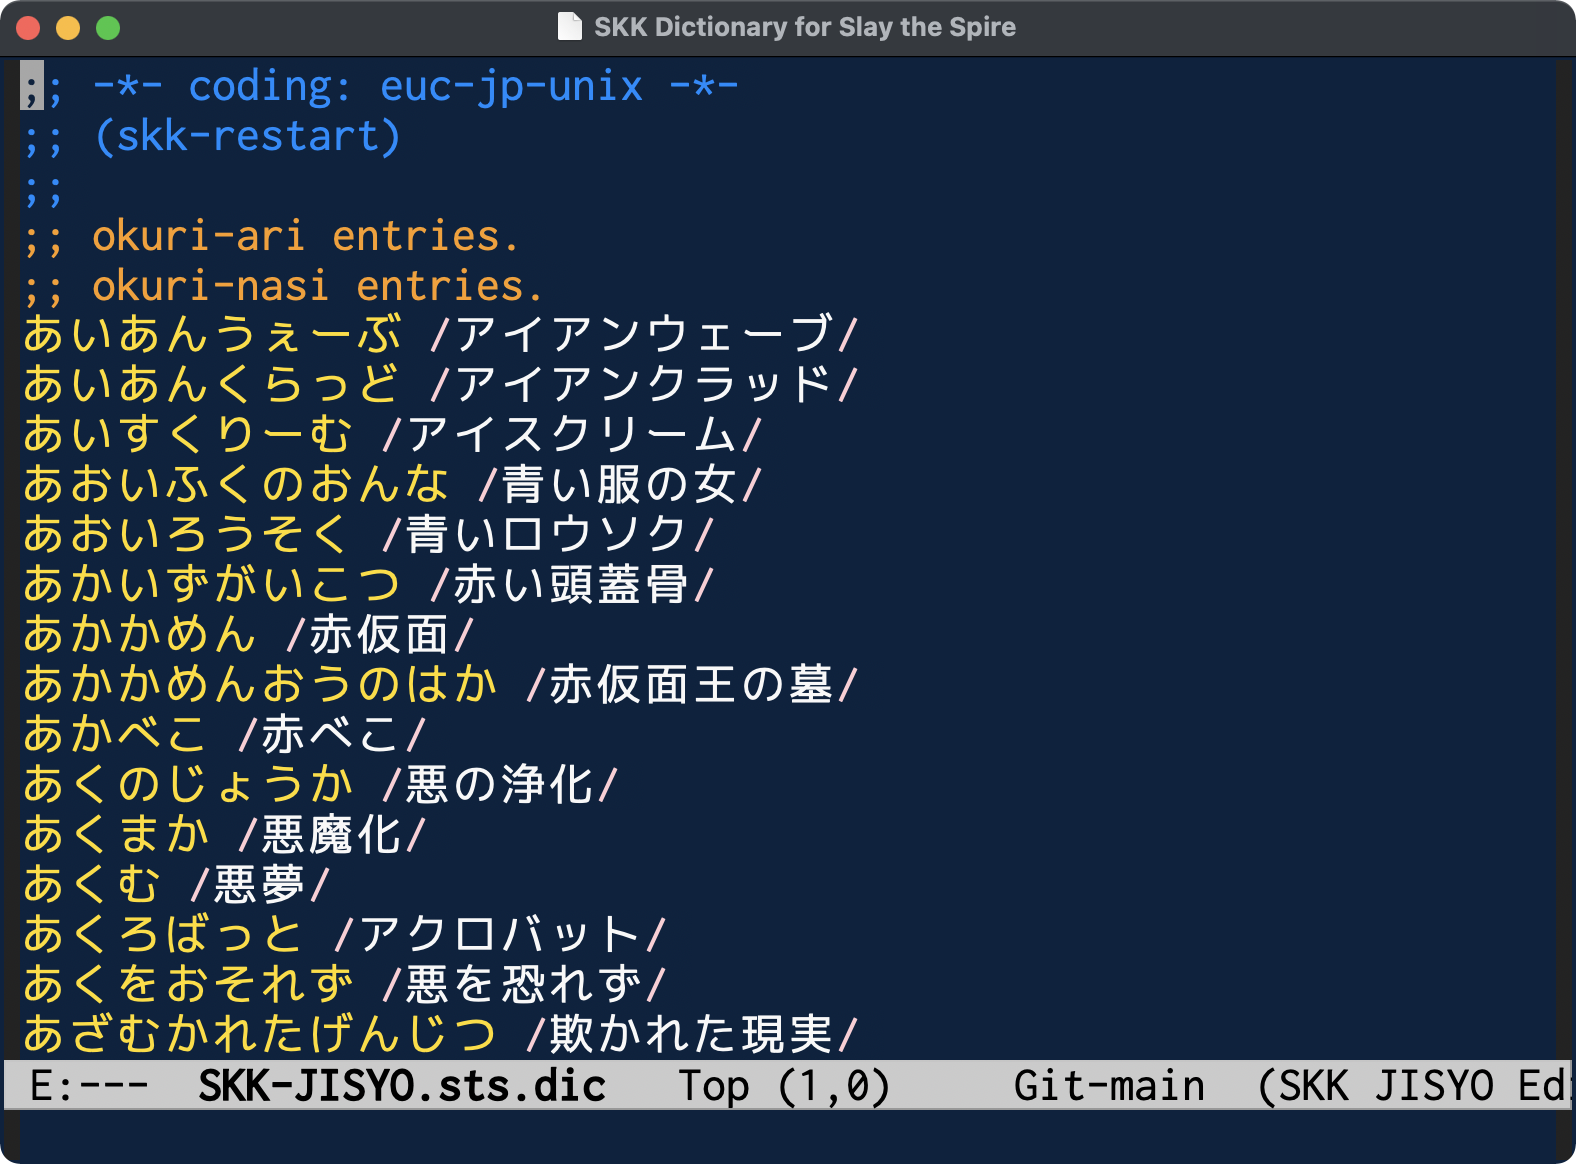 SKK Dictionary for Slay the Spire
;; -*- coding: euc-jp-unix -*-
;; (skk-restart)
;;
;; okuri-ari entries.
;; okuri-nasi entries.
あいあんうぇーぶ /アイアンウェーブ/
あいあんくらっど /アイアンクラッド/
あいすくりーむ /アイスクリーム/
あおいふくのおんな /青い服の女/
あおいろうそく /青いロウソク/
あかいずがいこつ /赤い頭蓋骨/
あかかめん /赤仮面/
あかかめんおうのはか /赤仮面王の墓/
あかべこ /赤べこ/
あくのじょうか /悪の浄化/
あくまか /悪魔化/
あくむ /悪夢/
あくろばっと /アクロバット/
あくをおそれず /悪を恐れず/
あざむかれたげんじつ /欺かれた現実/
E:--- SKK-JISYO.sts.dic Top (1,0) Git-main (SKK JISYO Ed